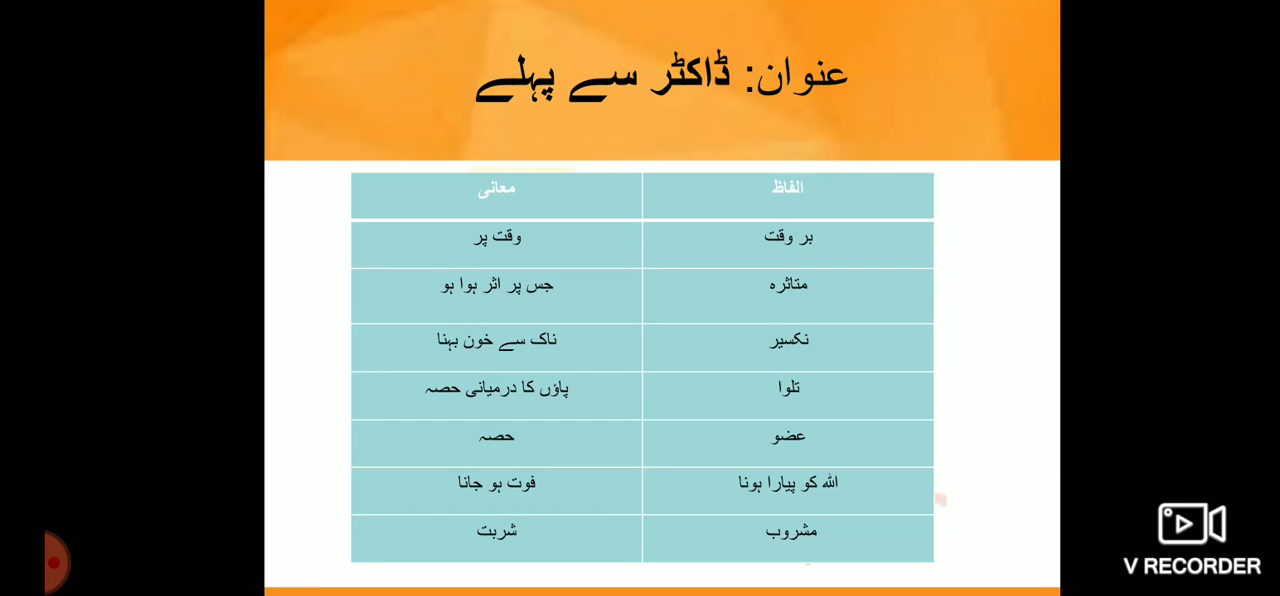 عنوان: ڈاکٹر سے پہلے
الفاظ معانی
بر وقت وقت پر
متاثرہ جس پر اثر ہوا ہو
نکسیر ناک سے خون بہنا
تلوا پاؤں کا درمیانی حصہ
عضو حصہ
اللہ کو پیارا ہونا فوت ہو جانا
مشروب شربت
V RECORDER